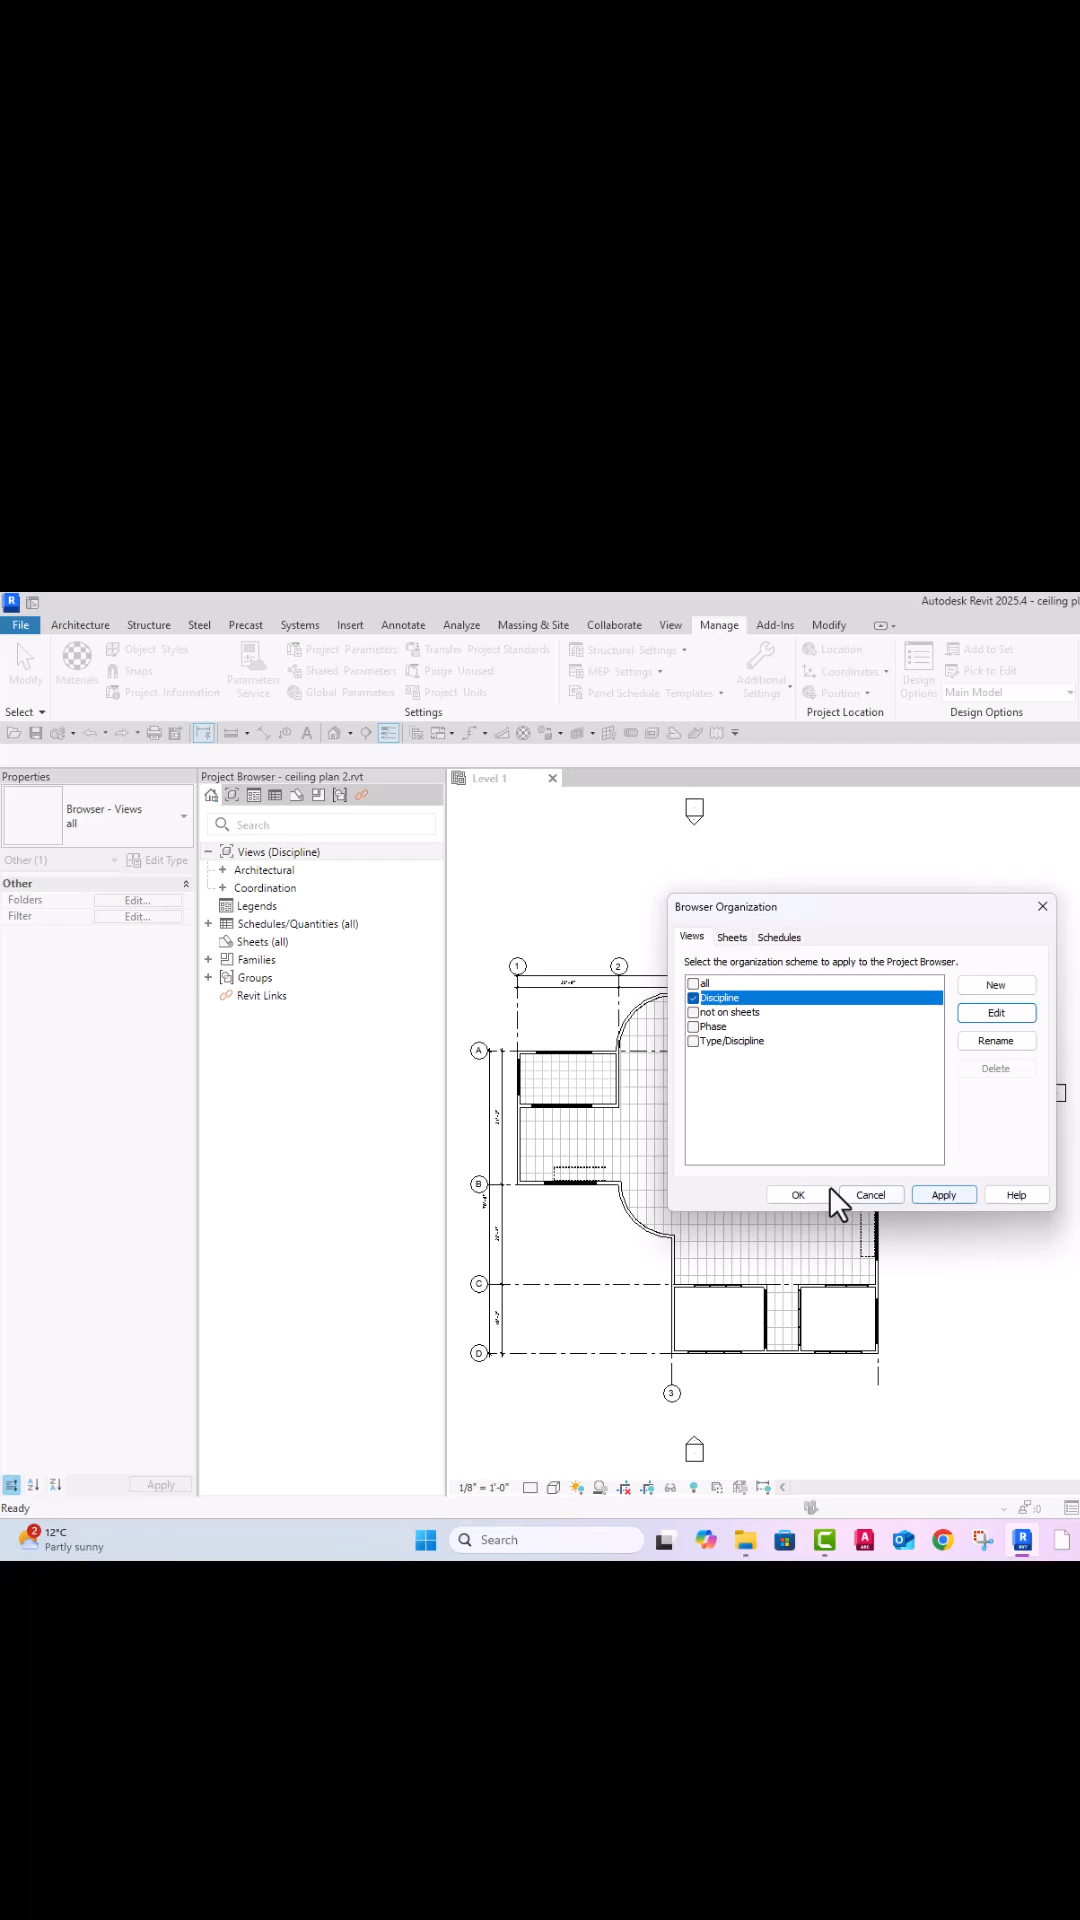 Autodesk Revit 2025.4 - ceiling pl
File Architecture Structure Steel Precast Systems Insert Annotate Analyze Massing & Site Collaborate View Manage Add-Ins Modify
Modify
Materials
Object Styles
Snaps
Project Information
Parameters
Service
Project Parameters
Shared Parameters
Global Parameters
Transfer Project Standards
Purge Unused
Project Units
Structural Settings
MEP Settings
Panel Schedule Templates
Additional
Settings
Location
Coordinates
Position
Design
Options
Add to Set
Pick to Edit
Main Model
Select
Settings
Project Location
Design Options
Properties
Browser - Views
all
Other (1)
Edit Type
Other
Folders Edit...
Filter Edit...
Apply
Project Browser - ceiling plan 2.rvt
Search
Views (Discipline)
Architectural
Coordination
Legends
Schedules/Quantities (all)
Sheets (all)
Families
Groups
Revit Links
Level 1
1
2
A
B
C
D
3
Browser Organization
Views Sheets Schedules
Select the organization scheme to apply to the Project Browser.
all
Discipline
not on sheets
Phase
Type/Discipline
New
Edit
Rename
Delete
OK Cancel Apply Help
1/8" = 1'-0"
Ready
:0
2
12°C
Partly sunny
Search